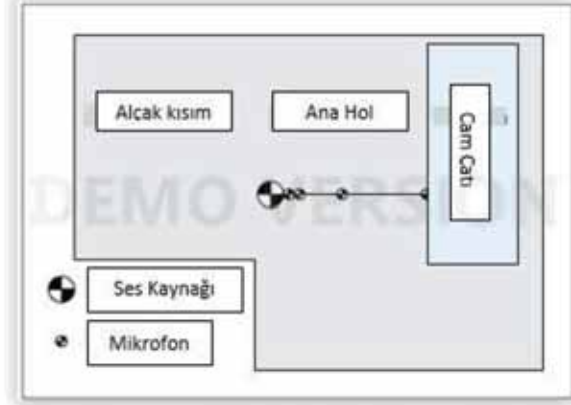 Alçak kısım
Ana Hol
Cam Çatı
DEMO VERSION
Ses Kaynağı
Mikrofon